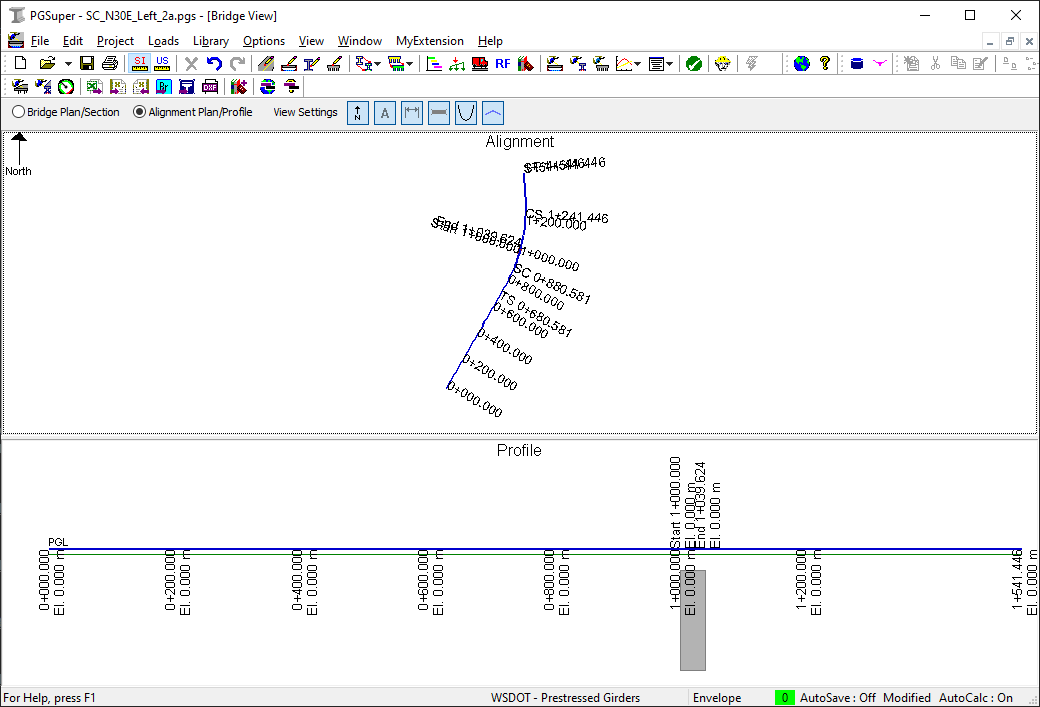 PGSuper - SC_N30E_Left_2a.pgs - [Bridge View]
File Edit Project Loads Library Options View Window MyExtension Help
SI US RF
Br DXF
Bridge Plan/Section Alignment Plan/Profile View Settings N A
Alignment
North
1+541.446
CS 1+241.446
1+200.000
End 1+039.624
Start 1+000.000
1+000.000
SC 0+880.581
0+800.000
TS 0+680.581
0+600.000
0+400.000
0+200.000
0+000.000
Profile
PGL
0+000.000
El. 0.000 m
0+200.000
El. 0.000 m
0+400.000
El. 0.000 m
0+600.000
El. 0.000 m
0+800.000
El. 0.000 m
Start 1+000.000
El. 0.000 m
End 1+039.624
El. 0.000 m
1+000.000
El. 0.000 m
1+200.000
El. 0.000 m
1+541.446
El. 0.000 m
For Help, press F1 WSDOT - Prestressed Girders Envelope 0 AutoSave : Off Modified AutoCalc : On